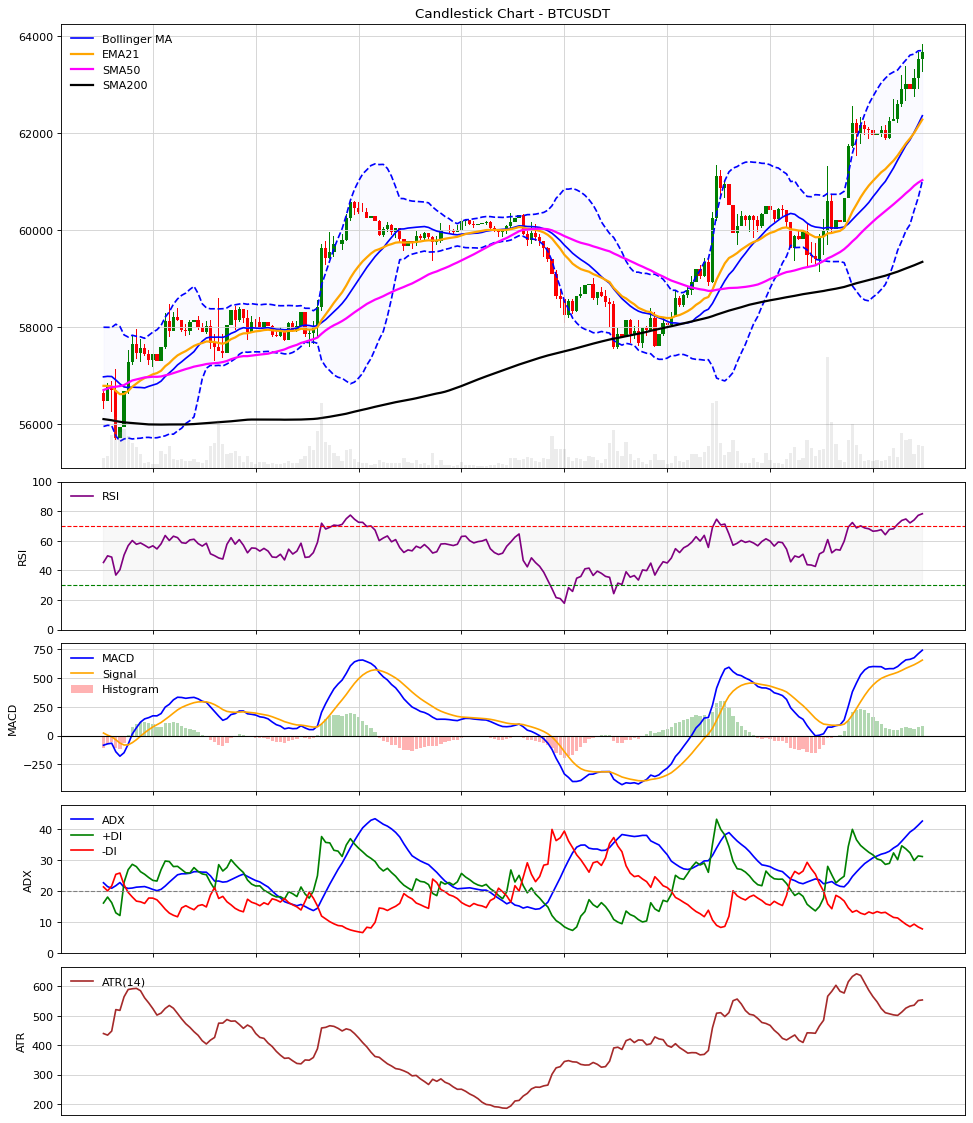 Candlestick Chart - BTCUSDT
64000
62000
60000
58000
56000
Bollinger MA
EMA21
SMA50
SMA200
100
80
60
40
20
0
RSI
RSI
750
500
250
0
−250
MACD
MACD
Signal
Histogram
40
30
20
10
0
ADX
ADX
+DI
-DI
600
500
400
300
200
ATR
ATR(14)